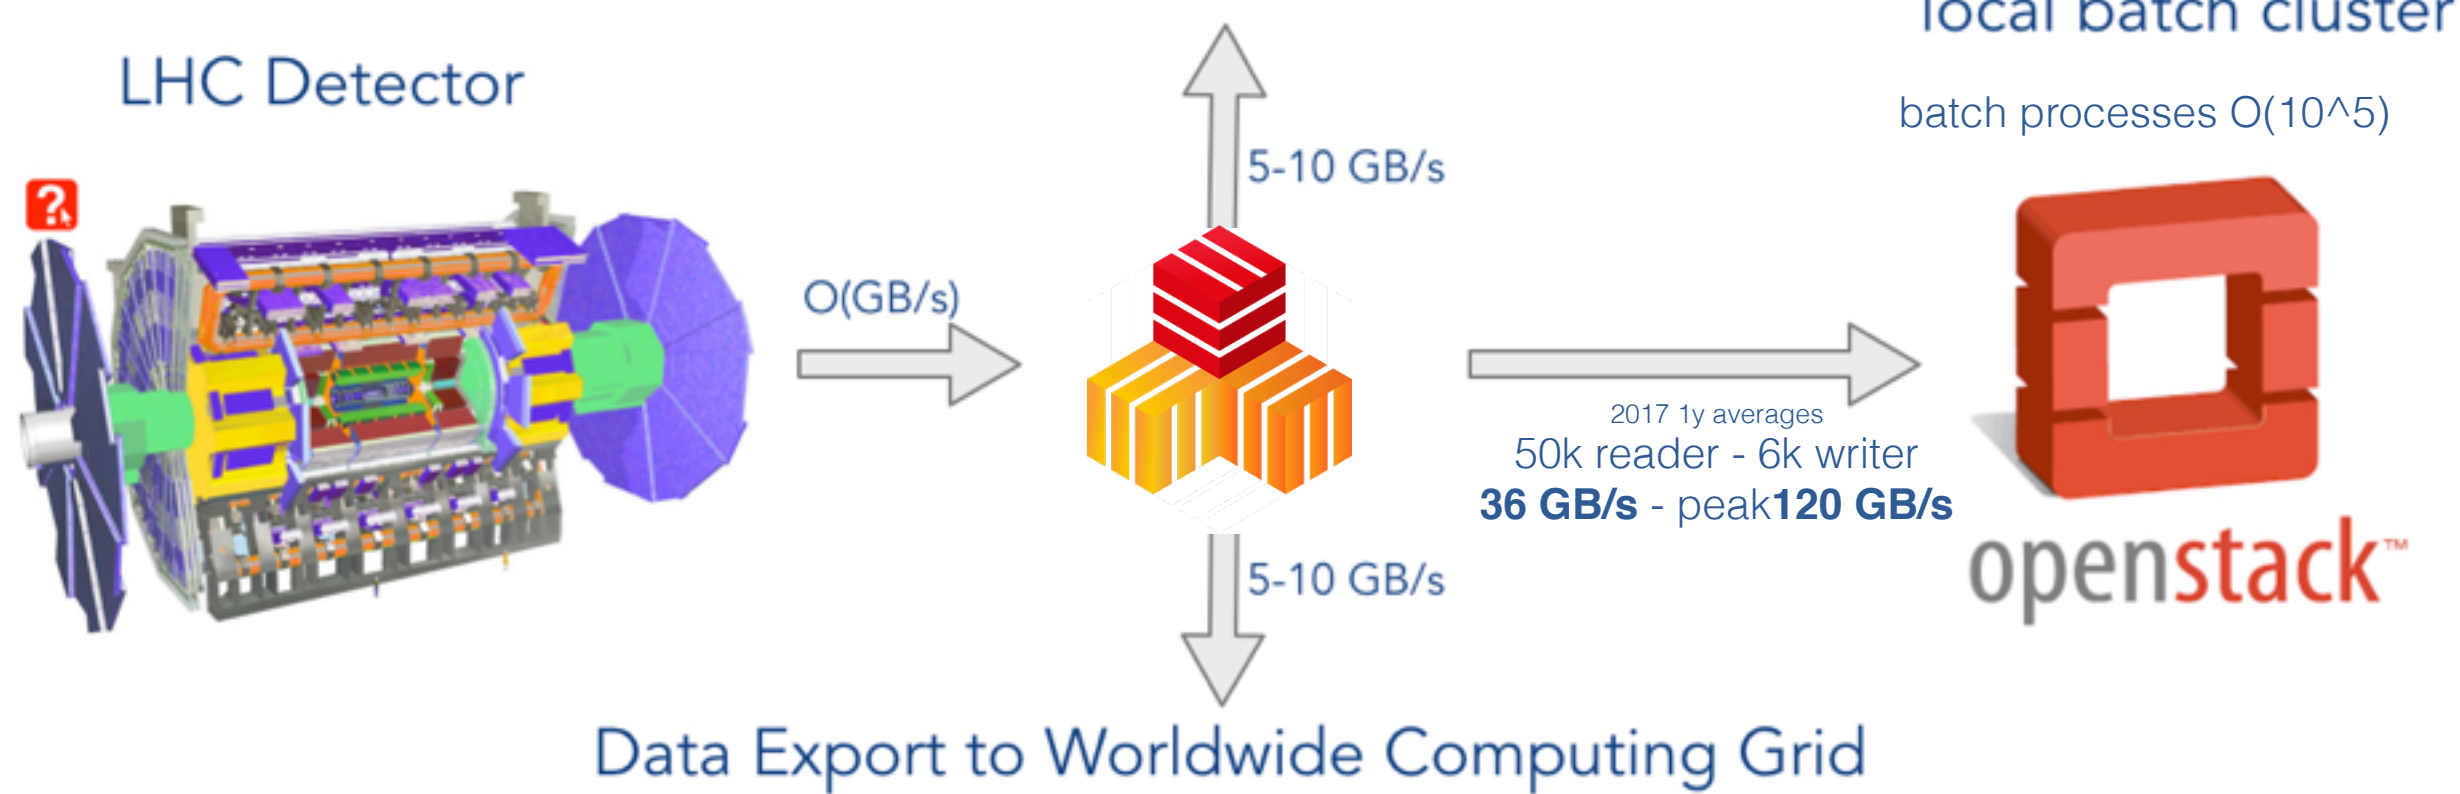 local batch cluster
LHC Detector
batch processes O(10^5)
5-10 GB/s
?
O(GB/s)
2017 1y averages
50k reader - 6k writer
36 GB/s - peak120 GB/s
openstack™
5-10 GB/s
Data Export to Worldwide Computing Grid